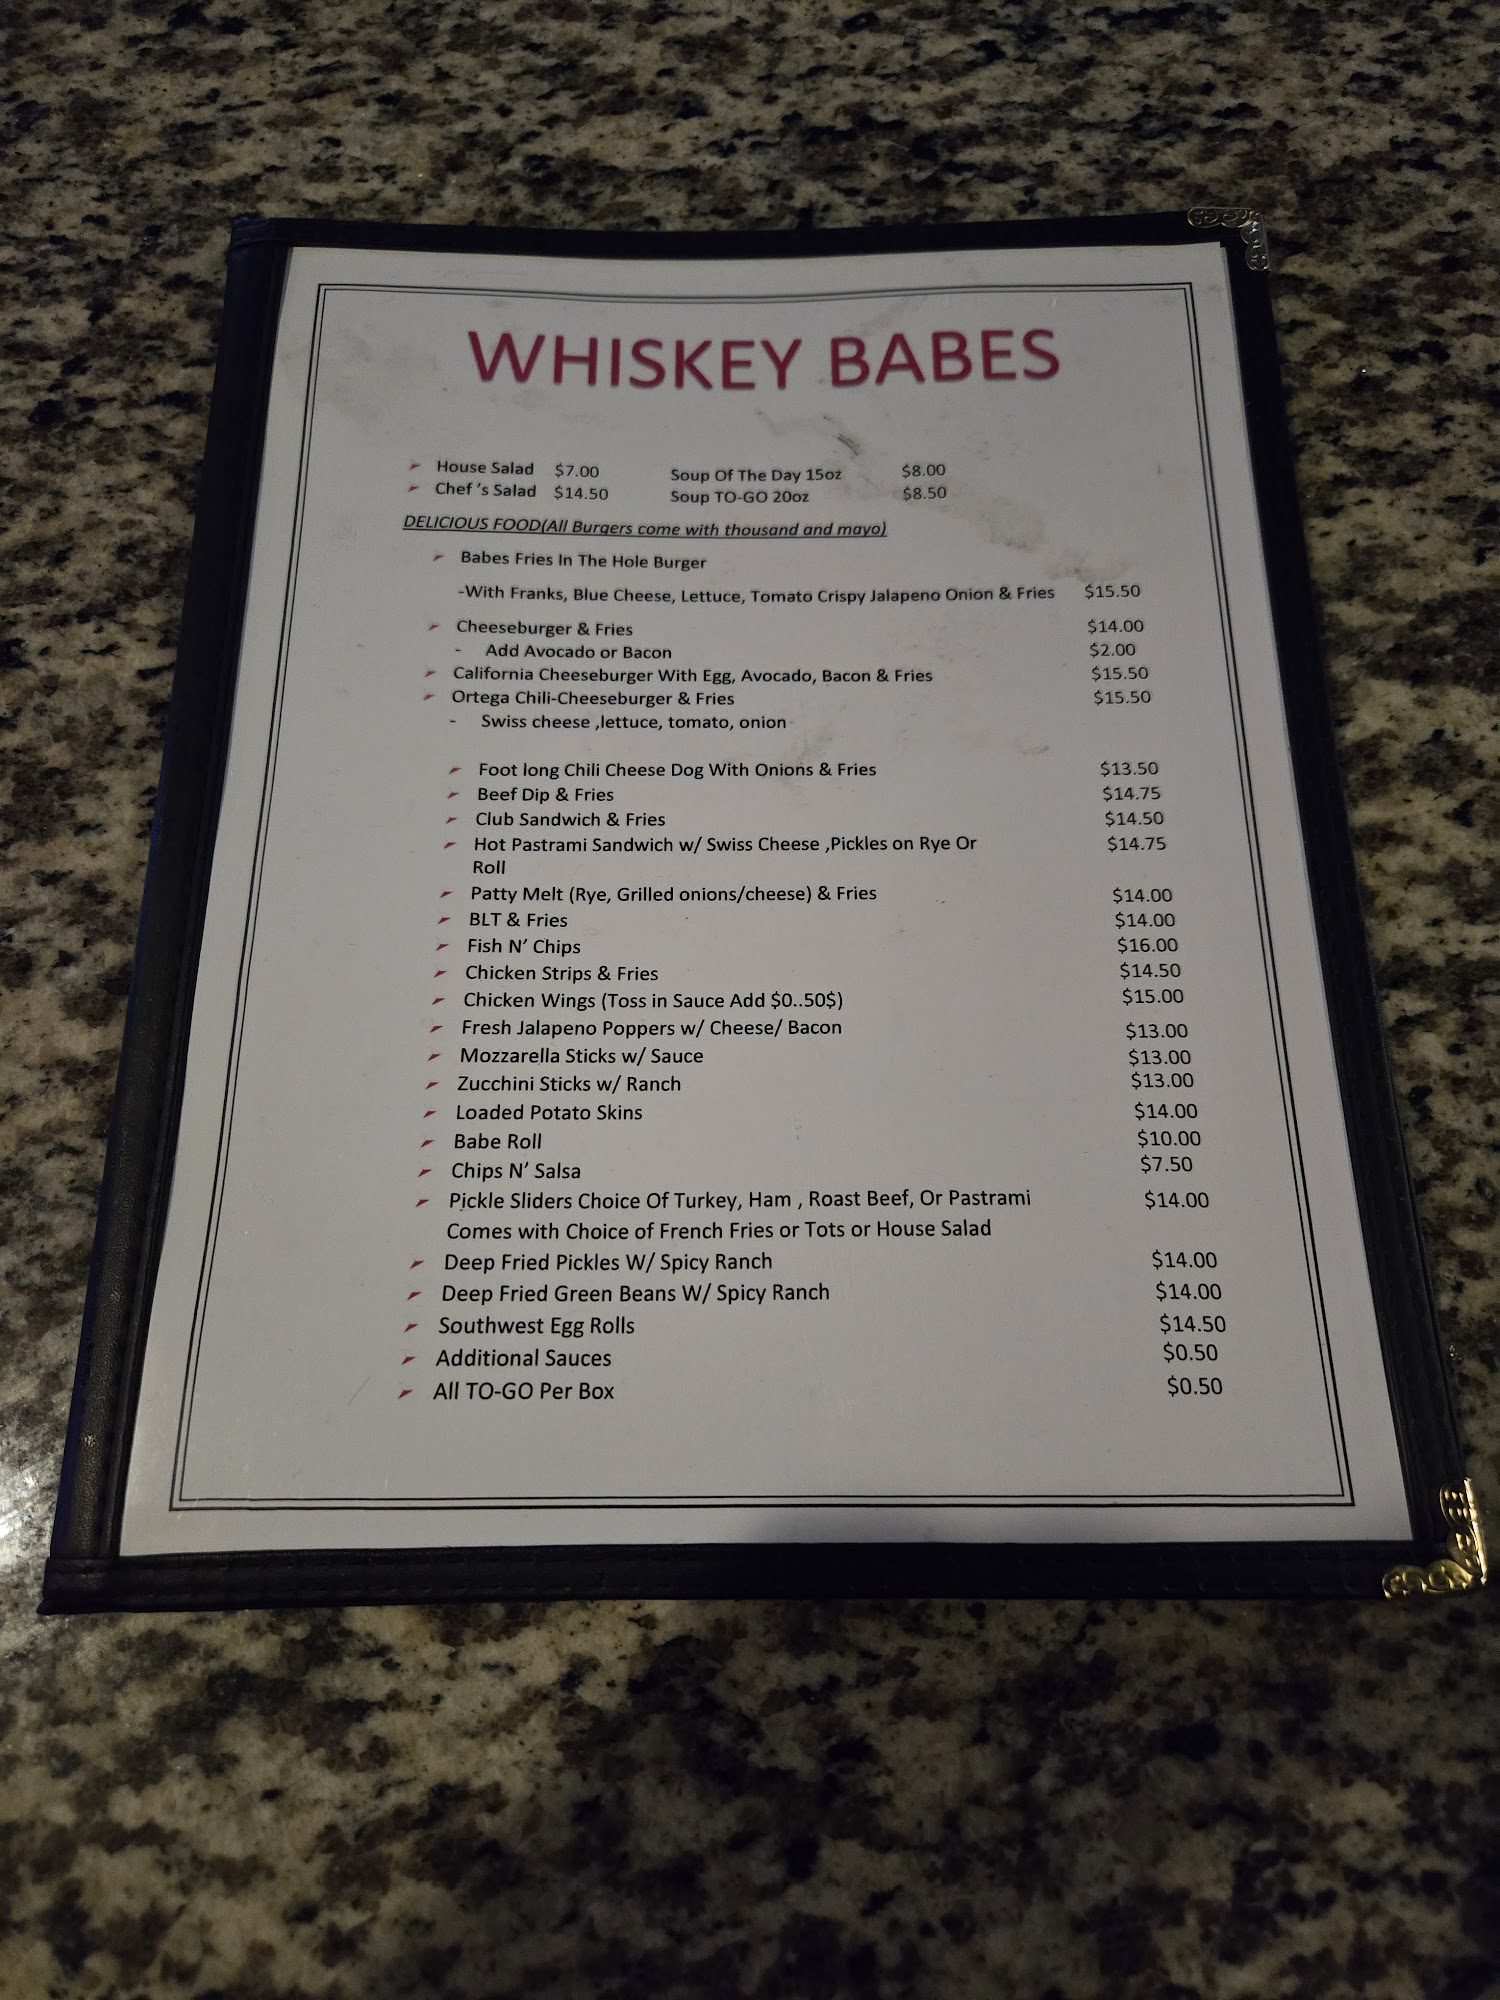 WHISKEY BABES
House Salad $7.00 Soup Of The Day 15oz $8.00
Chef's Salad $14.50 Soup TO-GO 20oz $8.50
DELICIOUS FOOD(All Burgers come with thousand and mayo)
Babes Fries In The Hole Burger
-With Franks, Blue Cheese, Lettuce, Tomato Crispy Jalapeno Onion & Fries $15.50
Cheeseburger & Fries $14.00
- Add Avocado or Bacon $2.00
California Cheeseburger With Egg, Avocado, Bacon & Fries $15.50
Ortega Chili-Cheeseburger & Fries $15.50
- Swiss cheese ,lettuce, tomato, onion
Foot long Chili Cheese Dog With Onions & Fries $13.50
Beef Dip & Fries $14.75
Club Sandwich & Fries $14.50
Hot Pastrami Sandwich w/ Swiss Cheese ,Pickles on Rye Or $14.75
Roll
Patty Melt (Rye, Grilled onions/cheese) & Fries $14.00
BLT & Fries $14.00
Fish N' Chips $16.00
Chicken Strips & Fries $14.50
Chicken Wings (Toss in Sauce Add $0..50$) $15.00
Fresh Jalapeno Poppers w/ Cheese/ Bacon $13.00
Mozzarella Sticks w/ Sauce $13.00
Zucchini Sticks w/ Ranch $13.00
Loaded Potato Skins $14.00
Babe Roll $10.00
Chips N' Salsa $7.50
Pickle Sliders Choice Of Turkey, Ham , Roast Beef, Or Pastrami $14.00
Comes with Choice of French Fries or Tots or House Salad
Deep Fried Pickles W/ Spicy Ranch $14.00
Deep Fried Green Beans W/ Spicy Ranch $14.00
Southwest Egg Rolls $14.50
Additional Sauces $0.50
All TO-GO Per Box $0.50